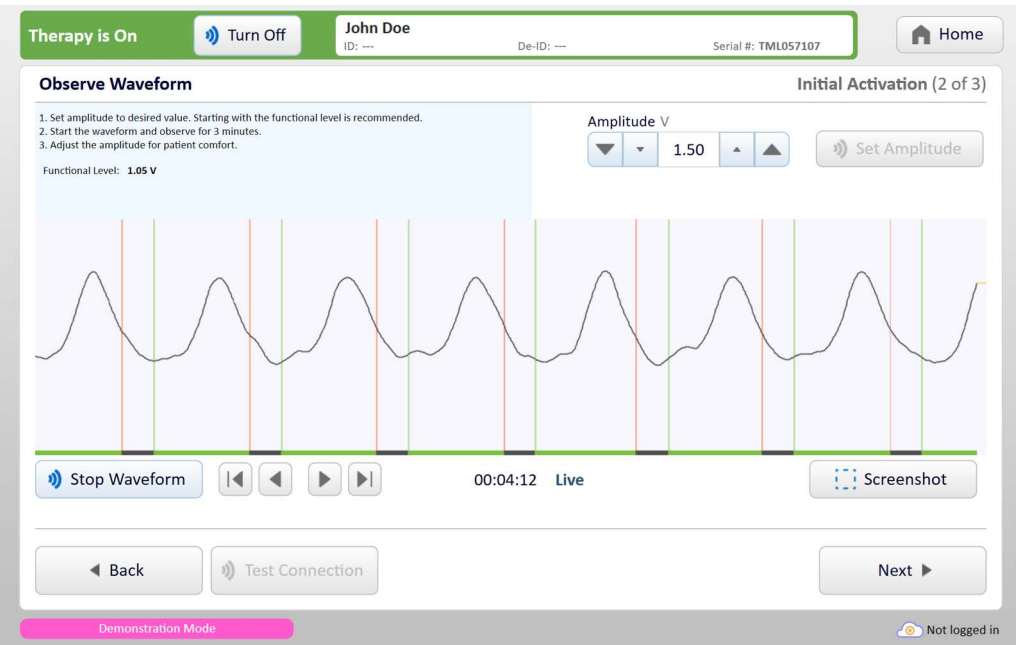 Therapy is On
Turn Off
John Doe
ID: ---
De-ID: ---
Serial #: TML057107
Home
Observe Waveform
Initial Activation (2 of 3)
1. Set amplitude to desired value. Starting with the functional level is recommended.
2. Start the waveform and observe for 3 minutes.
3. Adjust the amplitude for patient comfort.
Functional Level: 1.05 V
Amplitude V
1.50
Set Amplitude
Stop Waveform
00:04:12 Live
Screenshot
Back
Test Connection
Next
Demonstration Mode
Not logged in